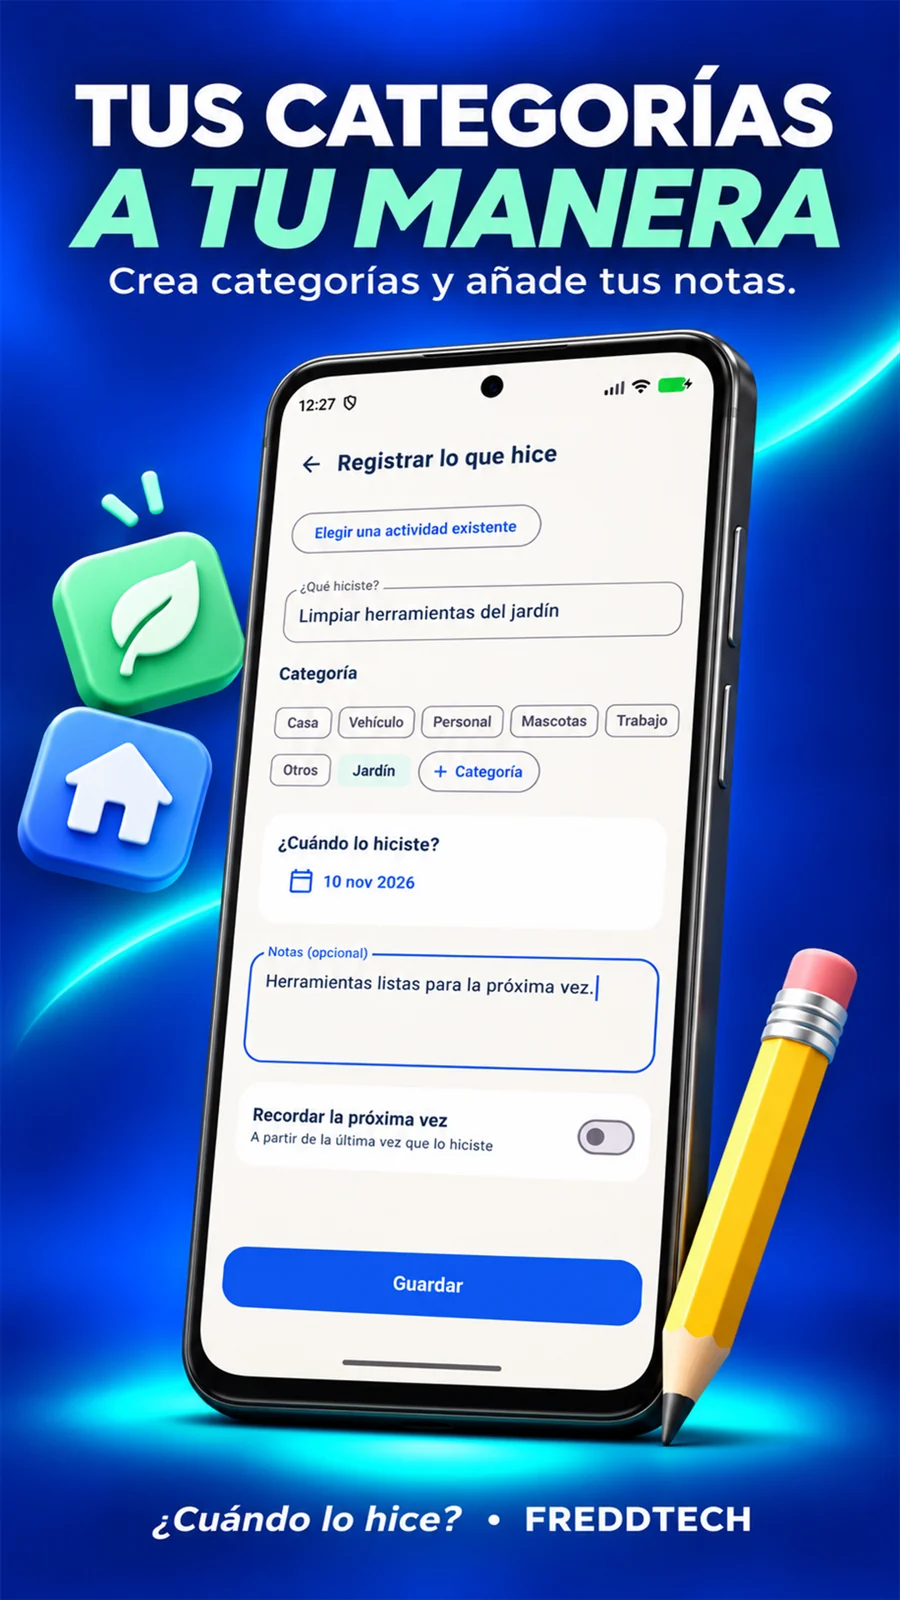 TUS CATEGORÍAS
A TU MANERA
Crea categorías y añade tus notas.
12:27
Registrar lo que hice
Elegir una actividad existente
¿Qué hiciste?
Limpiar herramientas del jardín
Categoría
Casa Vehículo Personal Mascotas Trabajo
Otros Jardín + Categoría
¿Cuándo lo hiciste?
10 nov 2026
Notas (opcional)
Herramientas listas para la próxima vez.
Recordar la próxima vez
A partir de la última vez que lo hiciste
Guardar
¿Cuándo lo hice? • FREDDTECH